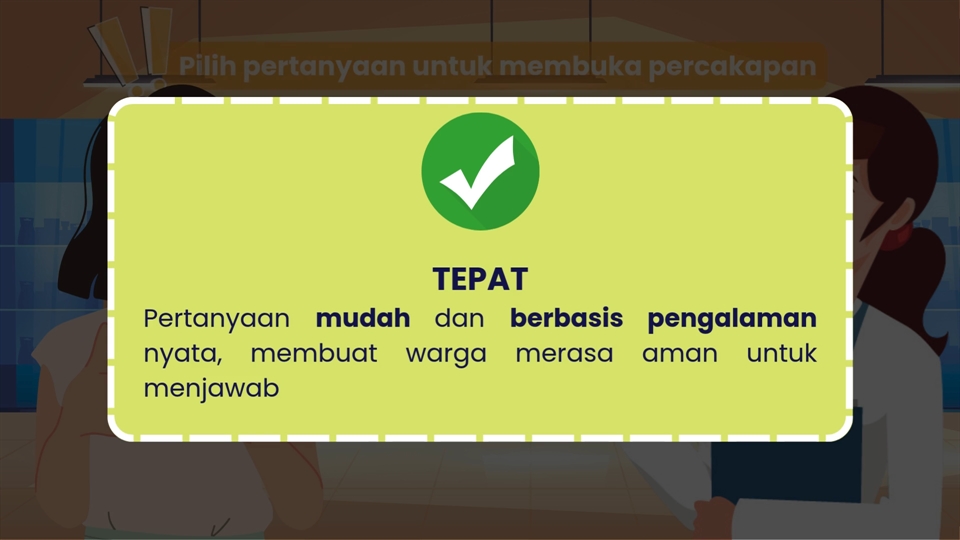 Pilih pertanyaan untuk membuka percakapan
TEPAT
Pertanyaan mudah dan berbasis pengalaman
nyata, membuat warga merasa aman untuk
menjawab